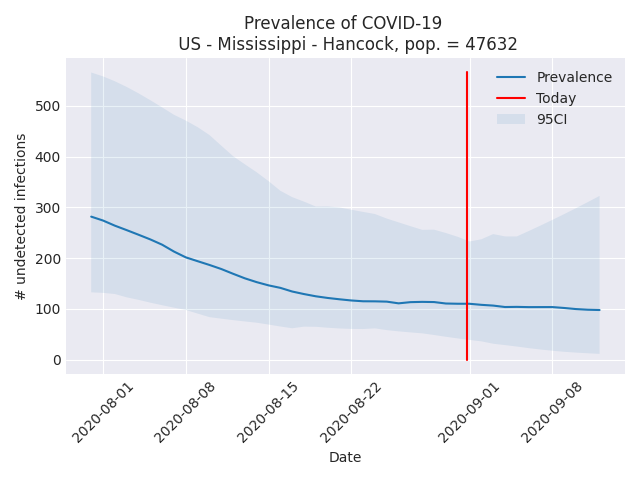 Prevalence of COVID-19
US - Mississippi - Hancock, pop. = 47632
# undetected infections
500
400
300
200
100
0
Prevalence
Today
95CI
2020-08-01
2020-08-08
2020-08-15
2020-08-22
2020-09-01
2020-09-08
Date